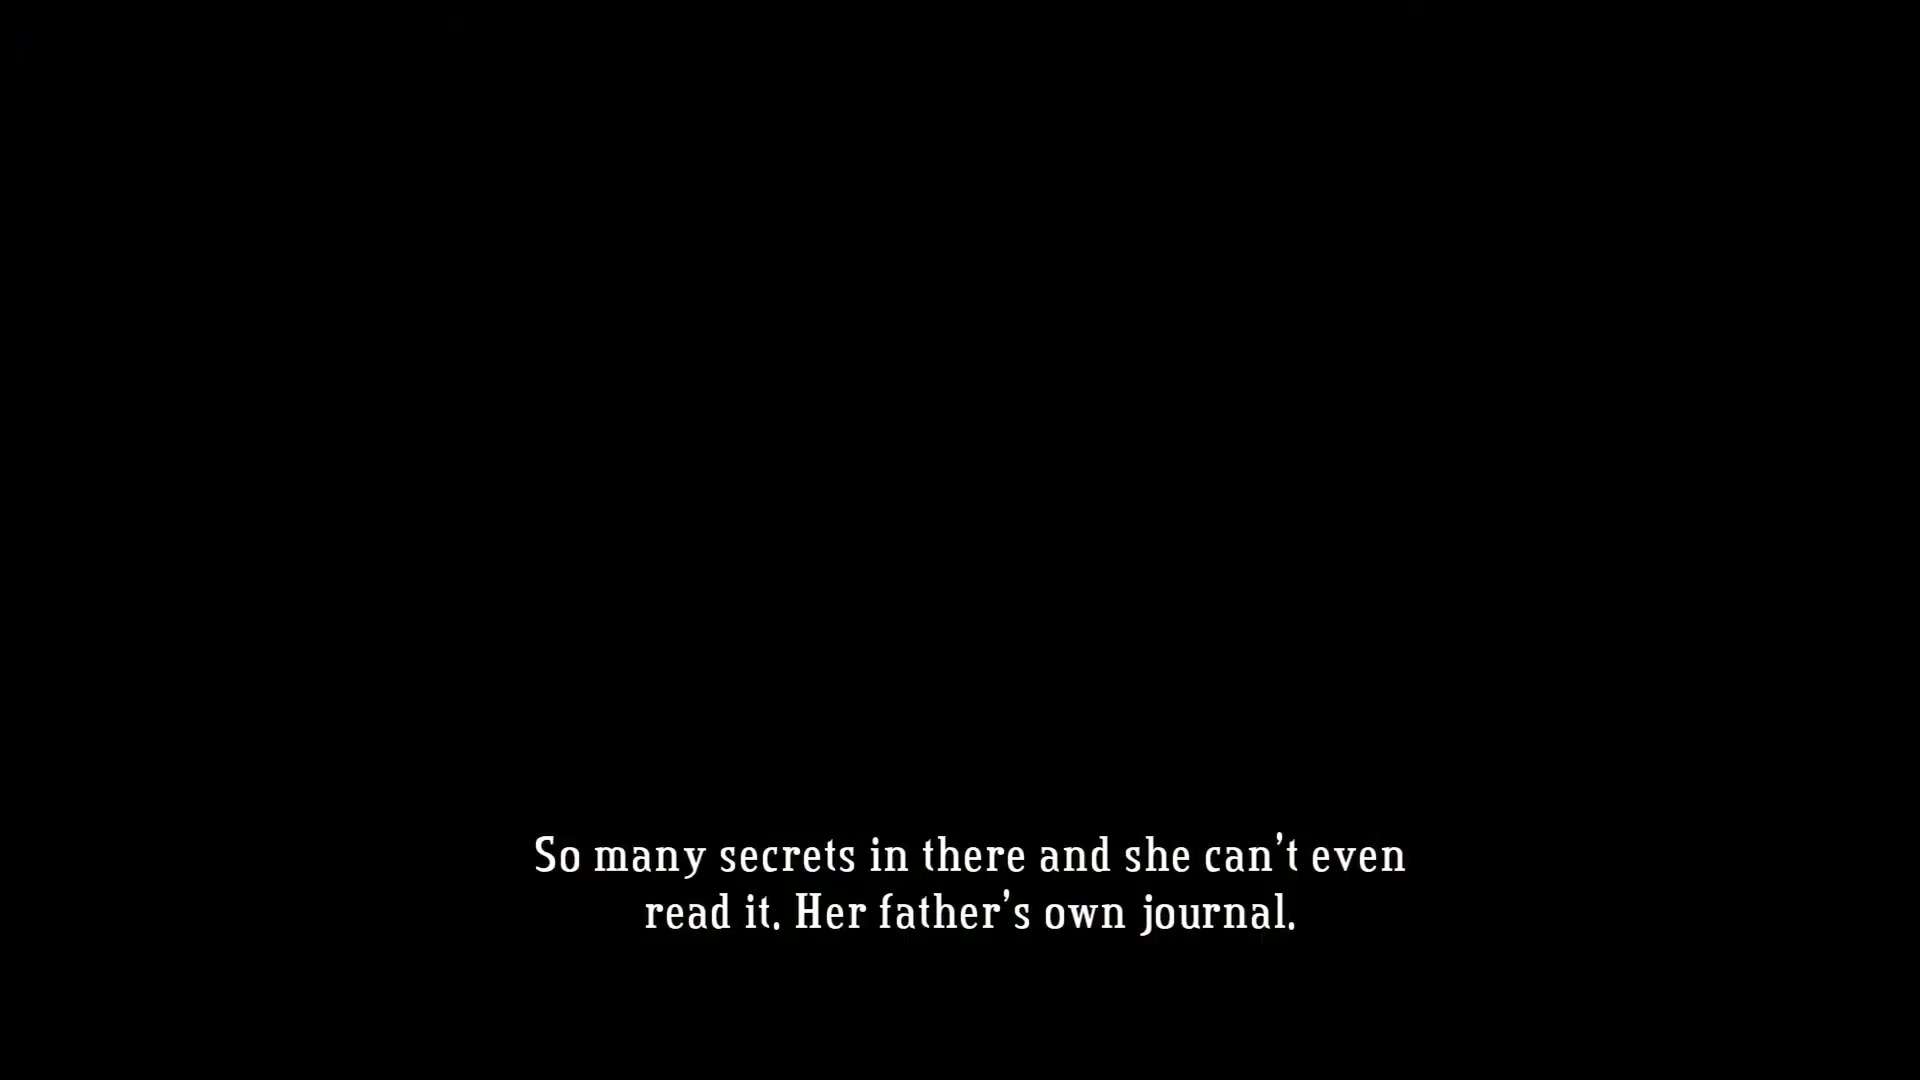 So many secrets in there and she can’t even
read it. Her father’s own journal.